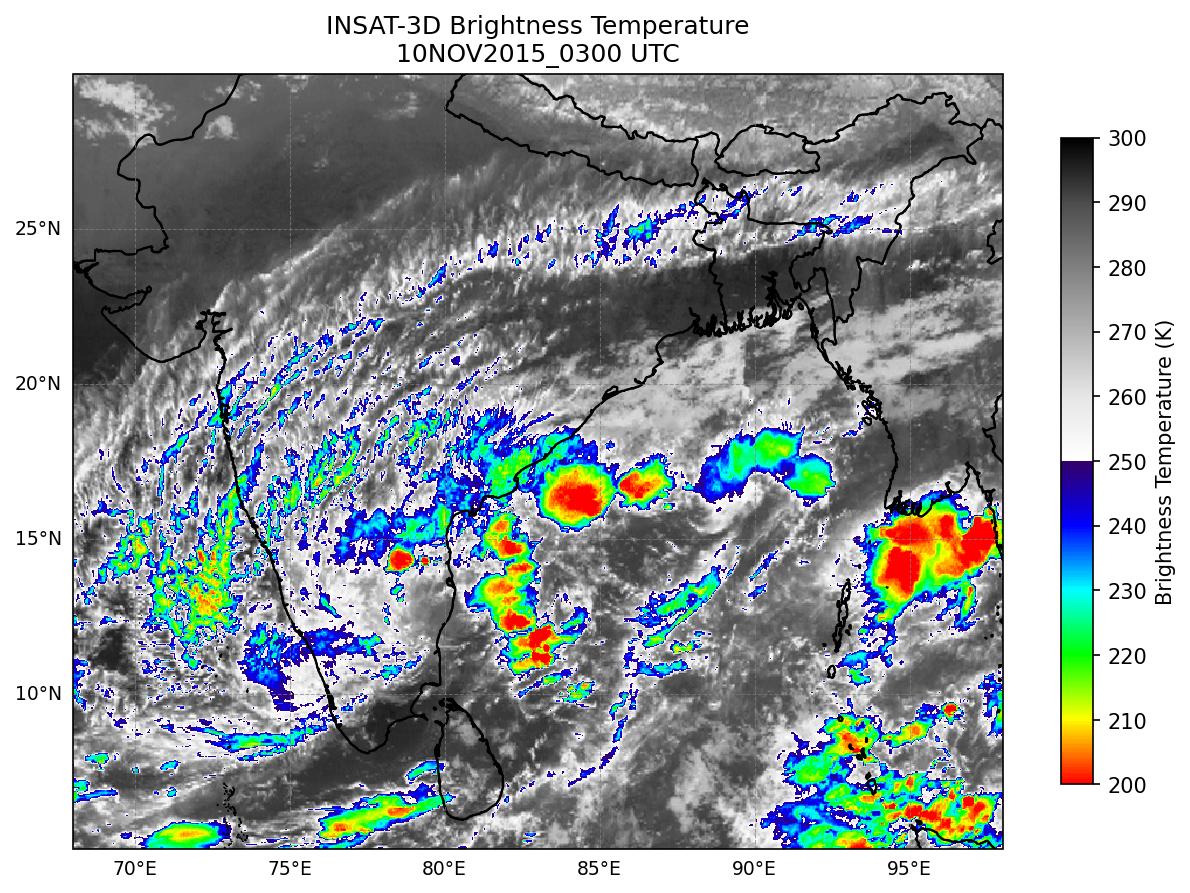 INSAT-3D Brightness Temperature
10NOV2015_0300 UTC
25°N
20°N
15°N
10°N
70°E
75°E
80°E
85°E
90°E
95°E
300
290
280
270
260
250
240
230
220
210
200
Brightness Temperature (K)